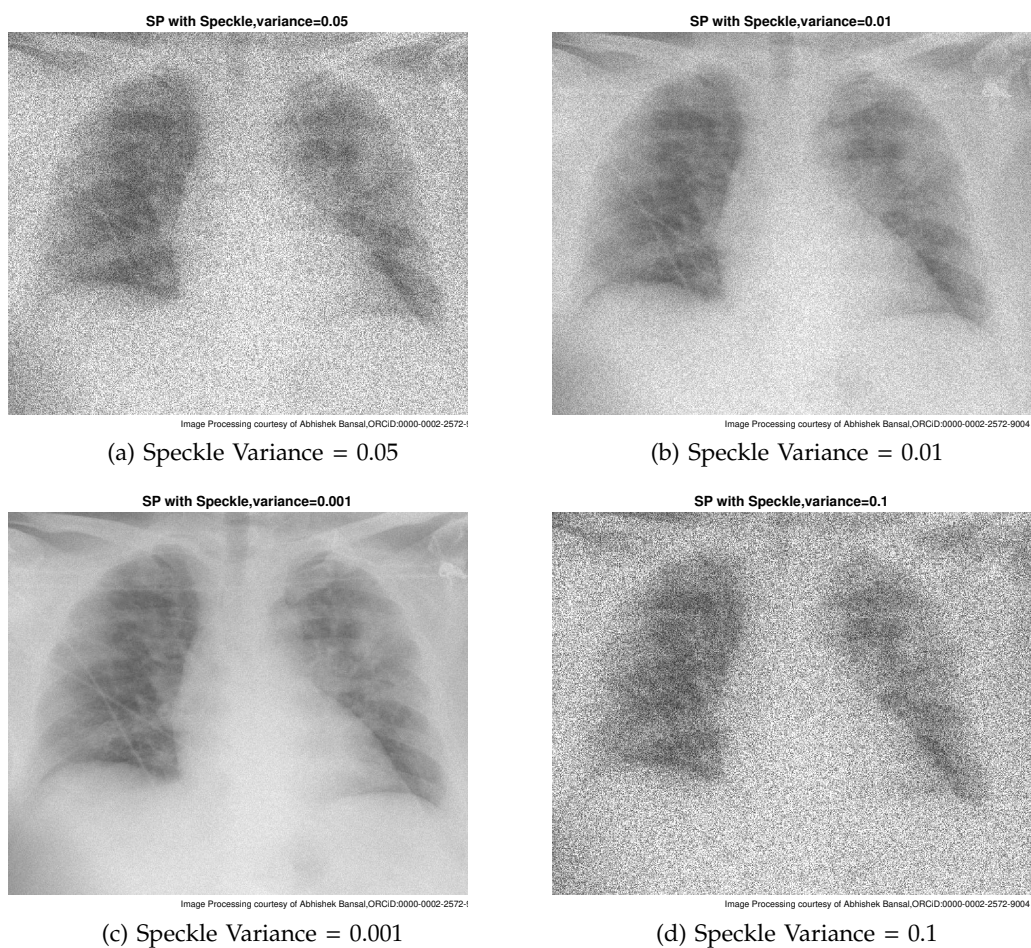 SP with Speckle,variance=0.05
SP with Speckle,variance=0.01
Image Processing courtesy of Abhishek Bansal,ORCiD:0000-0002-2572-
Image Processing courtesy of Abhishek Bansal,ORCiD:0000-0002-2572-9004
(a) Speckle Variance = 0.05
(b) Speckle Variance = 0.01
SP with Speckle,variance=0.001
SP with Speckle,variance=0.1
Image Processing courtesy of Abhishek Bansal,ORCiD:0000-0002-2572-
Image Processing courtesy of Abhishek Bansal,ORCiD:0000-0002-2572-9004
(c) Speckle Variance = 0.001
(d) Speckle Variance = 0.1